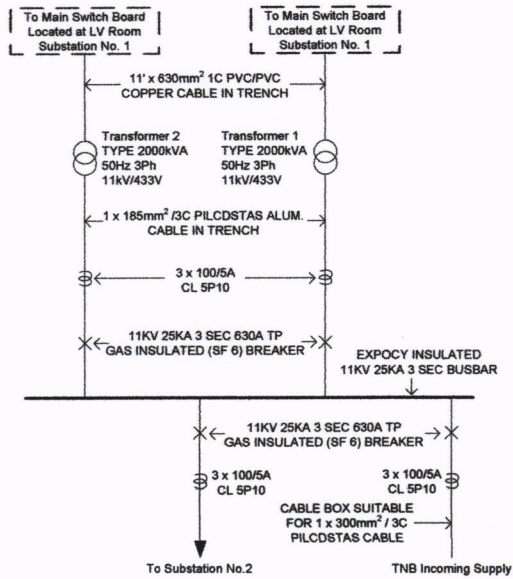 To Main Switch Board
Located at LV Room
Substation No. 1
To Main Switch Board
Located at LV Room
Substation No. 1
11' x 630mm² 1C PVC/PVC
COPPER CABLE IN TRENCH
Transformer 2
TYPE 2000kVA
50Hz 3Ph
11kV/433V
Transformer 1
TYPE 2000kVA
50Hz 3Ph
11kV/433V
1 x 185mm² /3C PILCDSTAS ALUM.
CABLE IN TRENCH
3 x 100/5A
CL 5P10
11KV 25KA 3 SEC 630A TP
GAS INSULATED (SF 6) BREAKER
EXPOCY INSULATED
11KV 25KA 3 SEC BUSBAR
11KV 25KA 3 SEC 630A TP
GAS INSULATED (SF 6) BREAKER
3 x 100/5A
CL 5P10
3 x 100/5A
CL 5P10
CABLE BOX SUITABLE
FOR 1 x 300mm² / 3C
PILCDSTAS CABLE
To Substation No.2
TNB Incoming Supply